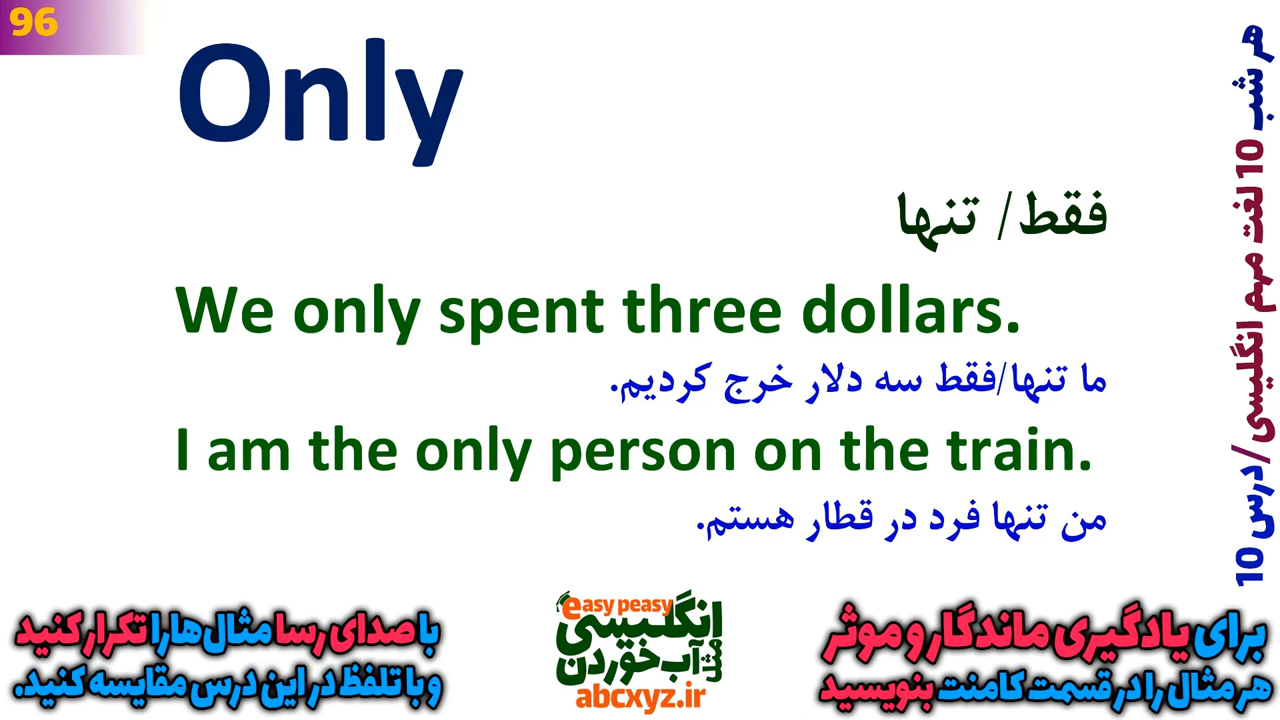 96
Only
فقط/ تنها
We only spent three dollars.
ما تنها/فقط سه دلار خرج کردیم.
I am the only person on the train.
من تنها فرد در قطار هستم.
هر شب 10 لغت مهم انگلیسی/درس 10
برای یادگیری ماندگار و موثر
هر مثال را در قسمت کامنت بنویسید
easy peasy
انگلیسی
مثل آب خوردن
abcxyz.ir
با صدای رسا مثال‌ها را تکرار کنید
و با تلفظ در این درس مقایسه کنید.